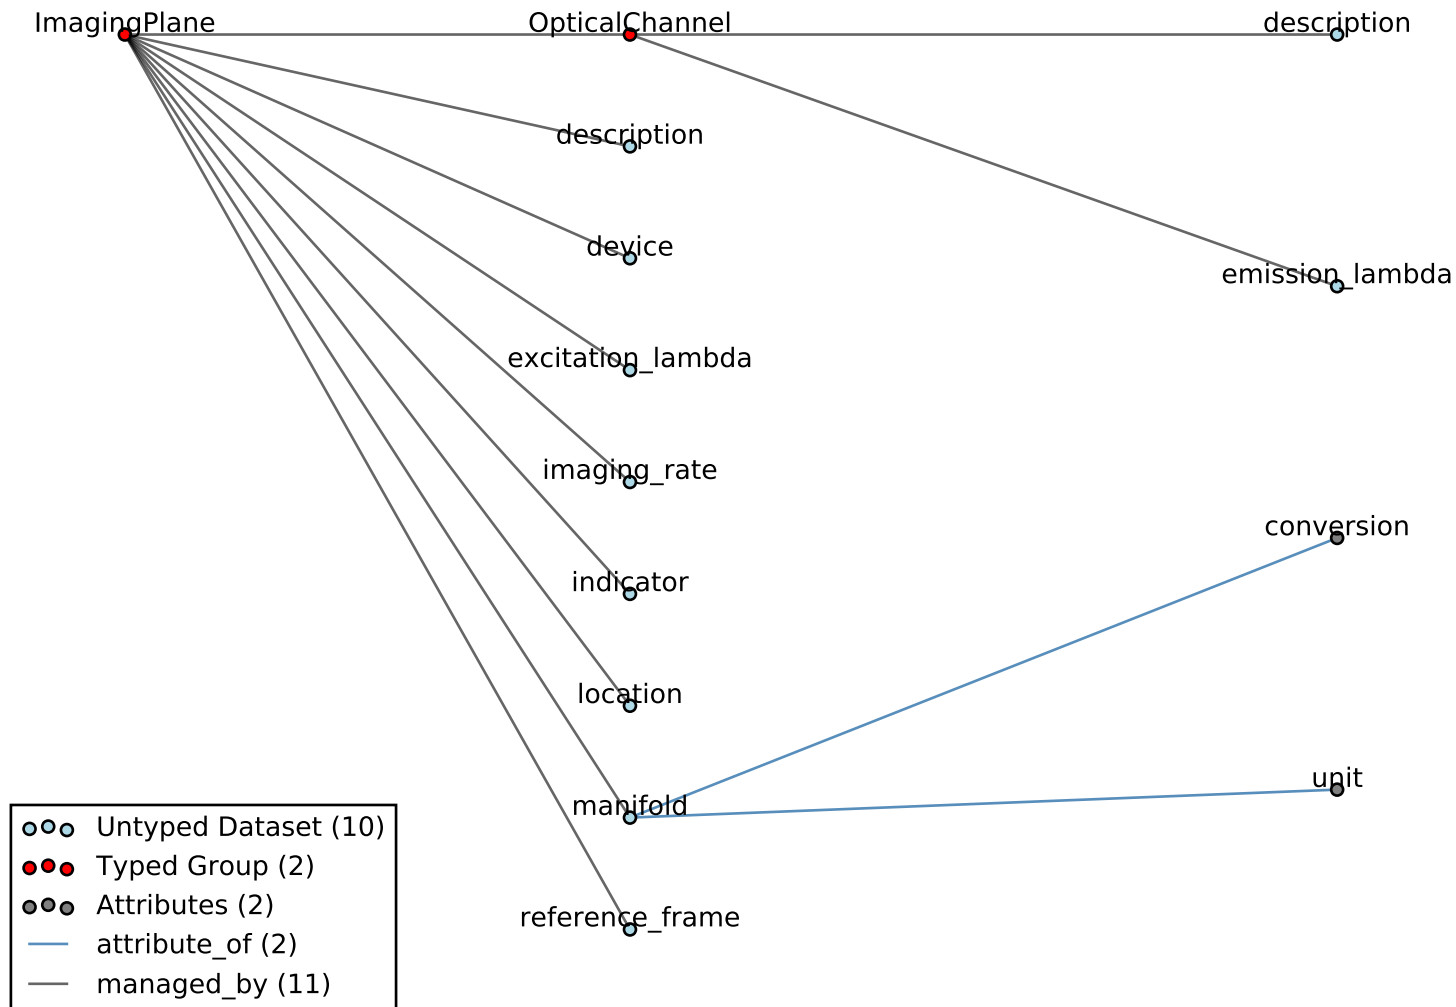 ImagingPlane
OpticalChannel
description
description
device
emission_lambda
excitation_lambda
imaging_rate
conversion
indicator
location
unit
manifold
reference_frame
Untyped Dataset (10)
Typed Group (2)
Attributes (2)
attribute_of (2)
managed_by (11)